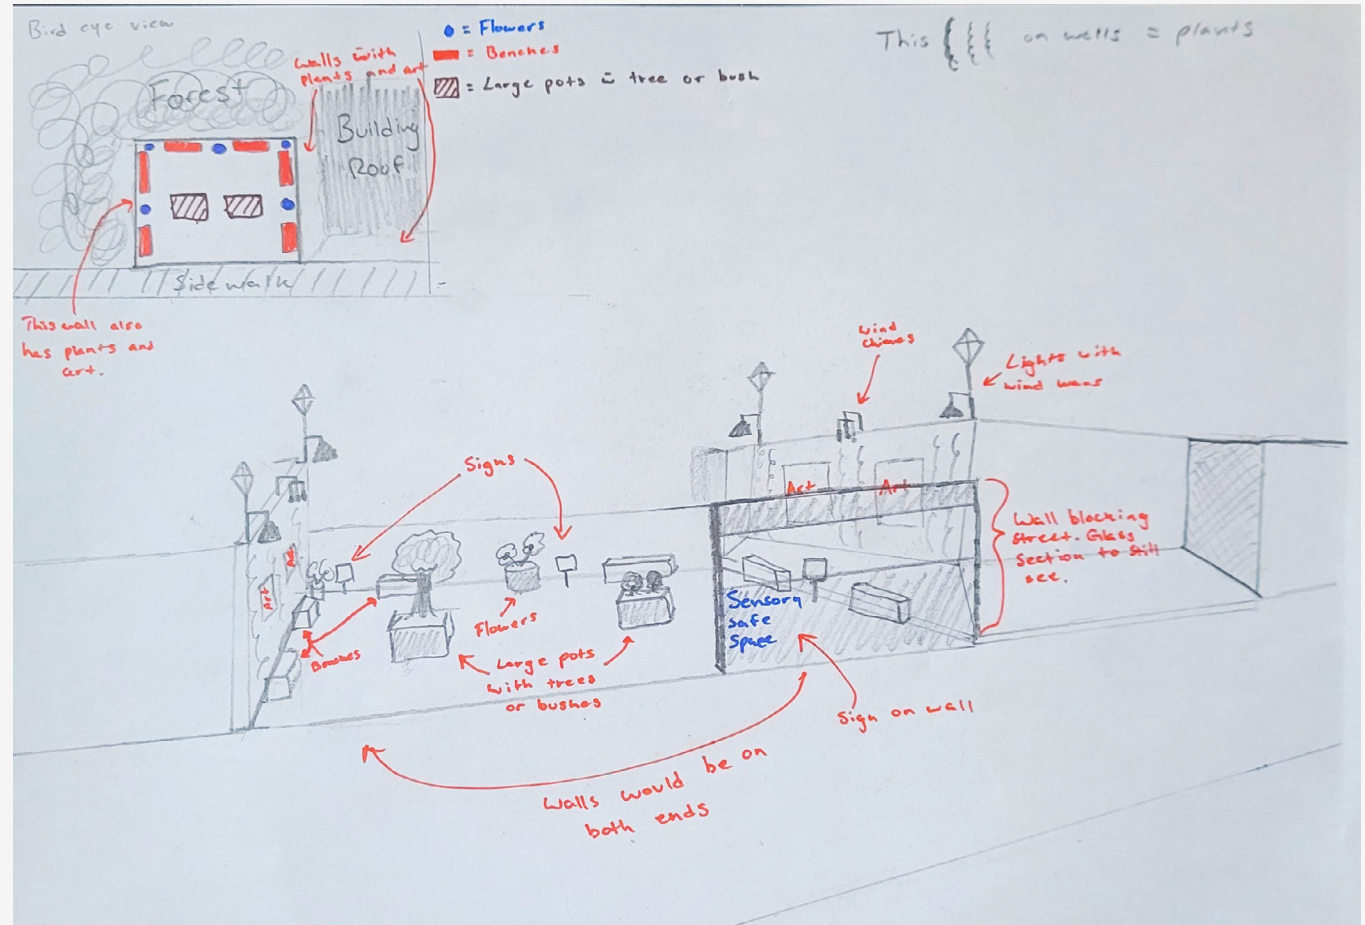 Bird eye view
= Flowers
= Benches
= Large pots c̄ tree or bush
This {{{ on walls = plants
walls with
plants and art
Forest
Building
Roof
Sidewalk
This wall also
has plants and
art.
wind
chimes
Lights with
wind
Signs
Art
Art
Art
Wall blocking
street. Glass
section to still
see.
Sensory
safe
space
Benches
Flowers
Large pots
with trees
or bushes
Sign on wall
Walls would be on
both ends